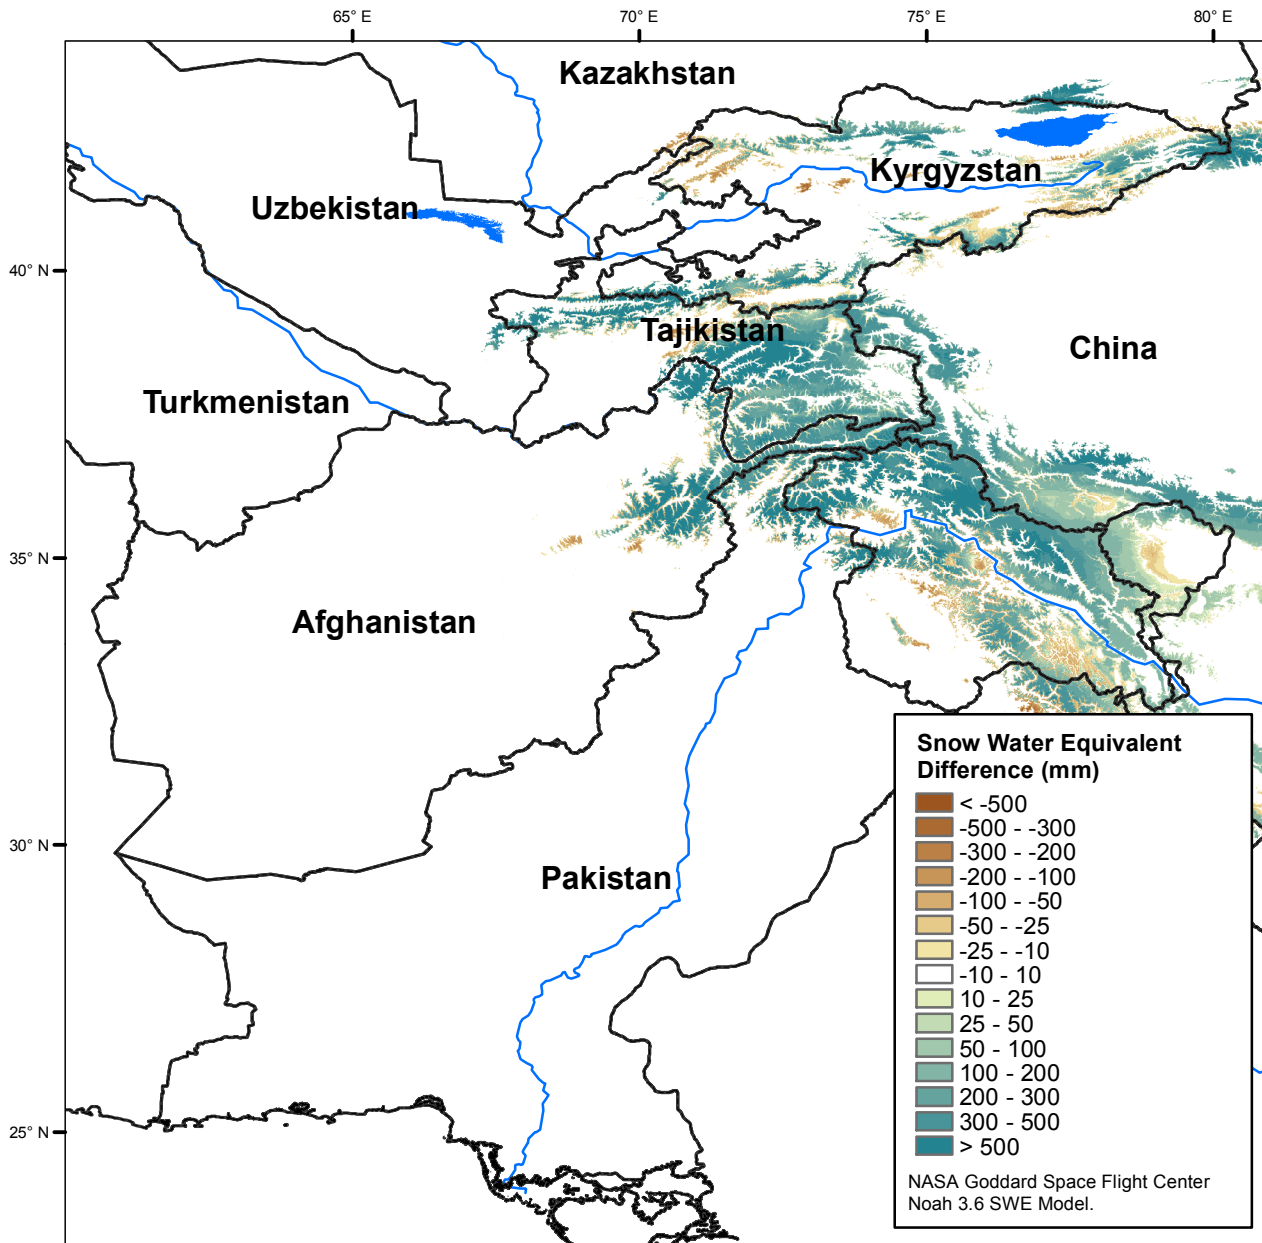 65° E
70° E
75° E
80° E
Kazakhstan
Kyrgyzstan
Uzbekistan
40° N
Tajikistan
China
Turkmenistan
35° N
Afghanistan
30° N
Pakistan
25° N
Snow Water Equivalent
Difference (mm)
< -500
-500 - -300
-300 - -200
-200 - -100
-100 - -50
-50 - -25
-25 - -10
-10 - 10
10 - 25
25 - 50
50 - 100
100 - 200
200 - 300
300 - 500
> 500
NASA Goddard Space Flight Center
Noah 3.6 SWE Model.